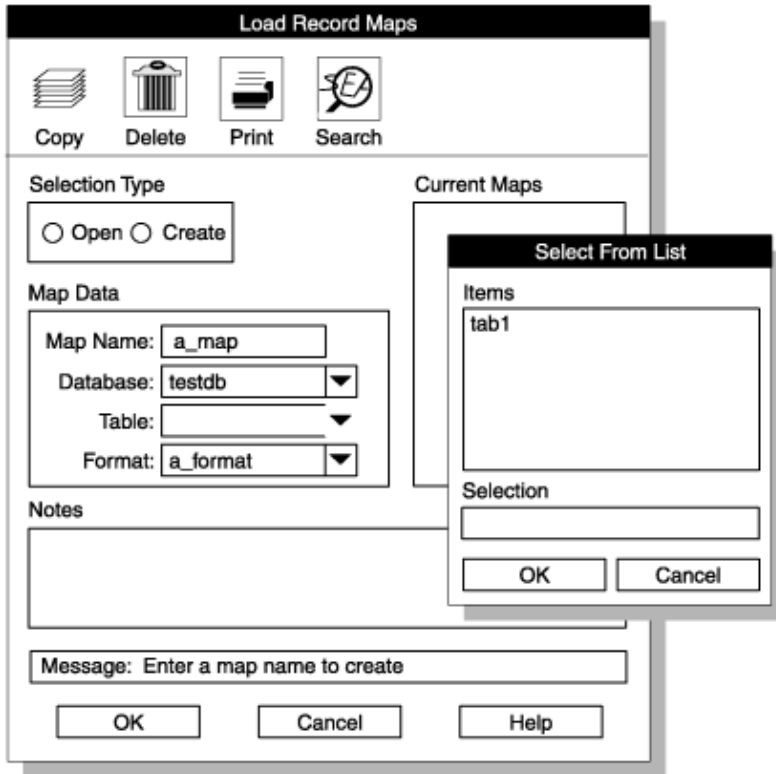 Load Record Maps
Copy Delete Print Search
Selection Type
Open Create
Current Maps
Map Data
Map Name: a_map
Database: testdb
Table:
Format: a_format
Notes
Message: Enter a map name to create
OK Cancel Help
Select From List
Items
tab1
Selection
OK Cancel